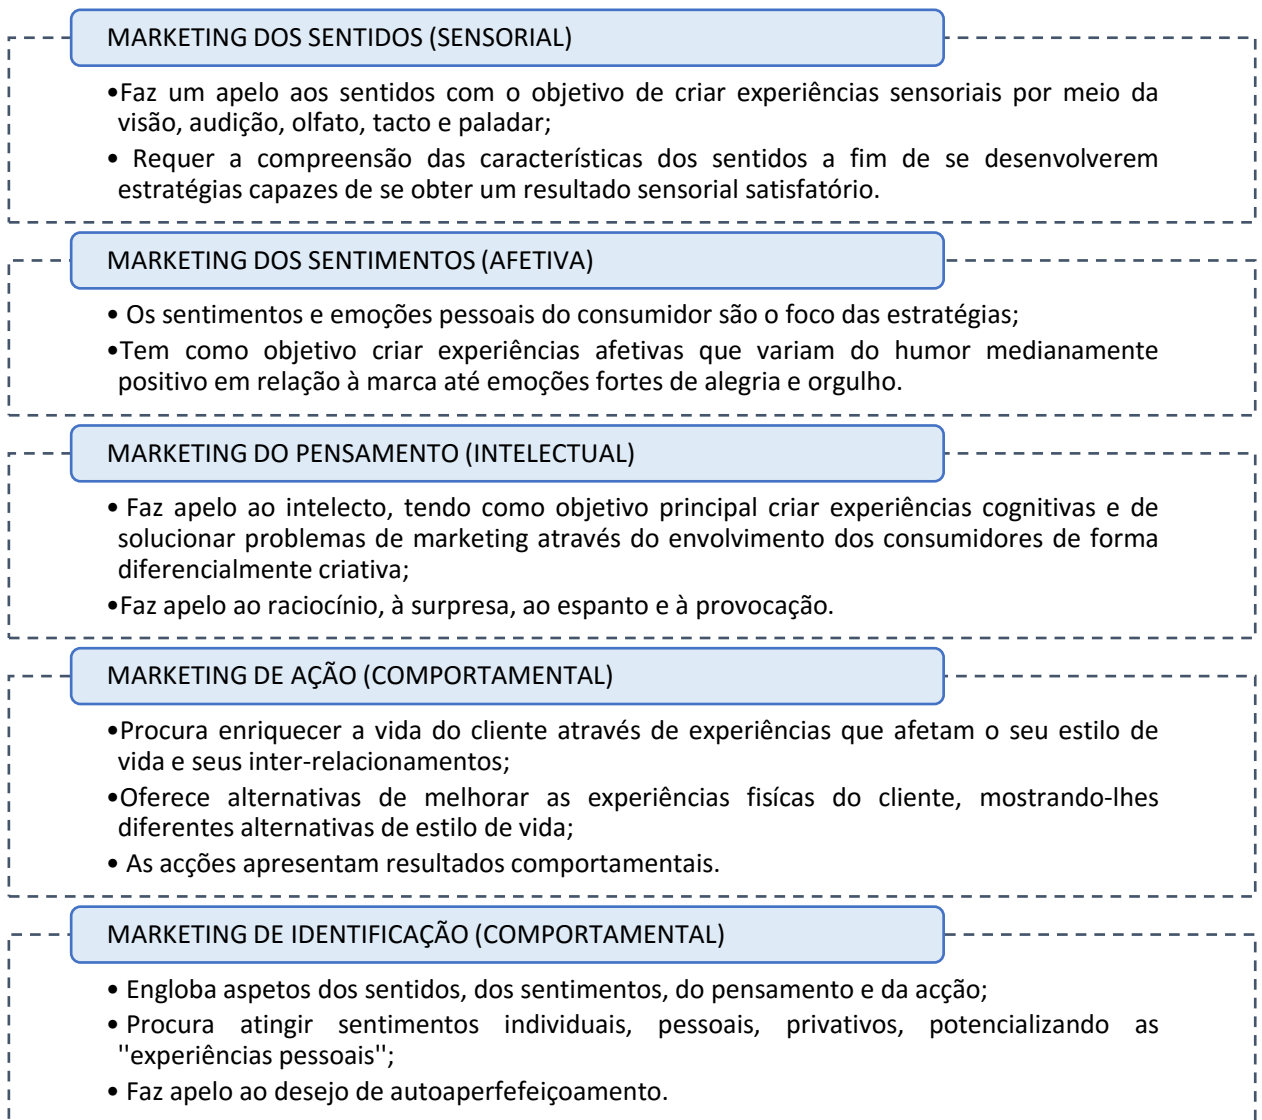 MARKETING DOS SENTIDOS (SENSORIAL)
•Faz um apelo aos sentidos com o objetivo de criar experiências sensoriais por meio da
visão, audição, olfato, tacto e paladar;
• Requer a compreensão das características dos sentidos a fim de se desenvolverem
estratégias capazes de se obter um resultado sensorial satisfatório.
MARKETING DOS SENTIMENTOS (AFETIVA)
• Os sentimentos e emoções pessoais do consumidor são o foco das estratégias;
•Tem como objetivo criar experiências afetivas que variam do humor medianamente
positivo em relação à marca até emoções fortes de alegria e orgulho.
MARKETING DO PENSAMENTO (INTELECTUAL)
• Faz apelo ao intelecto, tendo como objetivo principal criar experiências cognitivas e de
solucionar problemas de marketing através do envolvimento dos consumidores de forma
diferencialmente criativa;
•Faz apelo ao raciocínio, à surpresa, ao espanto e à provocação.
MARKETING DE AÇÃO (COMPORTAMENTAL)
•Procura enriquecer a vida do cliente através de experiências que afetam o seu estilo de
vida e seus inter-relacionamentos;
•Oferece alternativas de melhorar as experiências fisícas do cliente, mostrando-lhes
diferentes alternativas de estilo de vida;
• As acções apresentam resultados comportamentais.
MARKETING DE IDENTIFICAÇÃO (COMPORTAMENTAL)
• Engloba aspetos dos sentidos, dos sentimentos, do pensamento e da acção;
• Procura atingir sentimentos individuais, pessoais, privativos, potencializando as
''experiências pessoais'';
• Faz apelo ao desejo de autoaperfefeiçoamento.